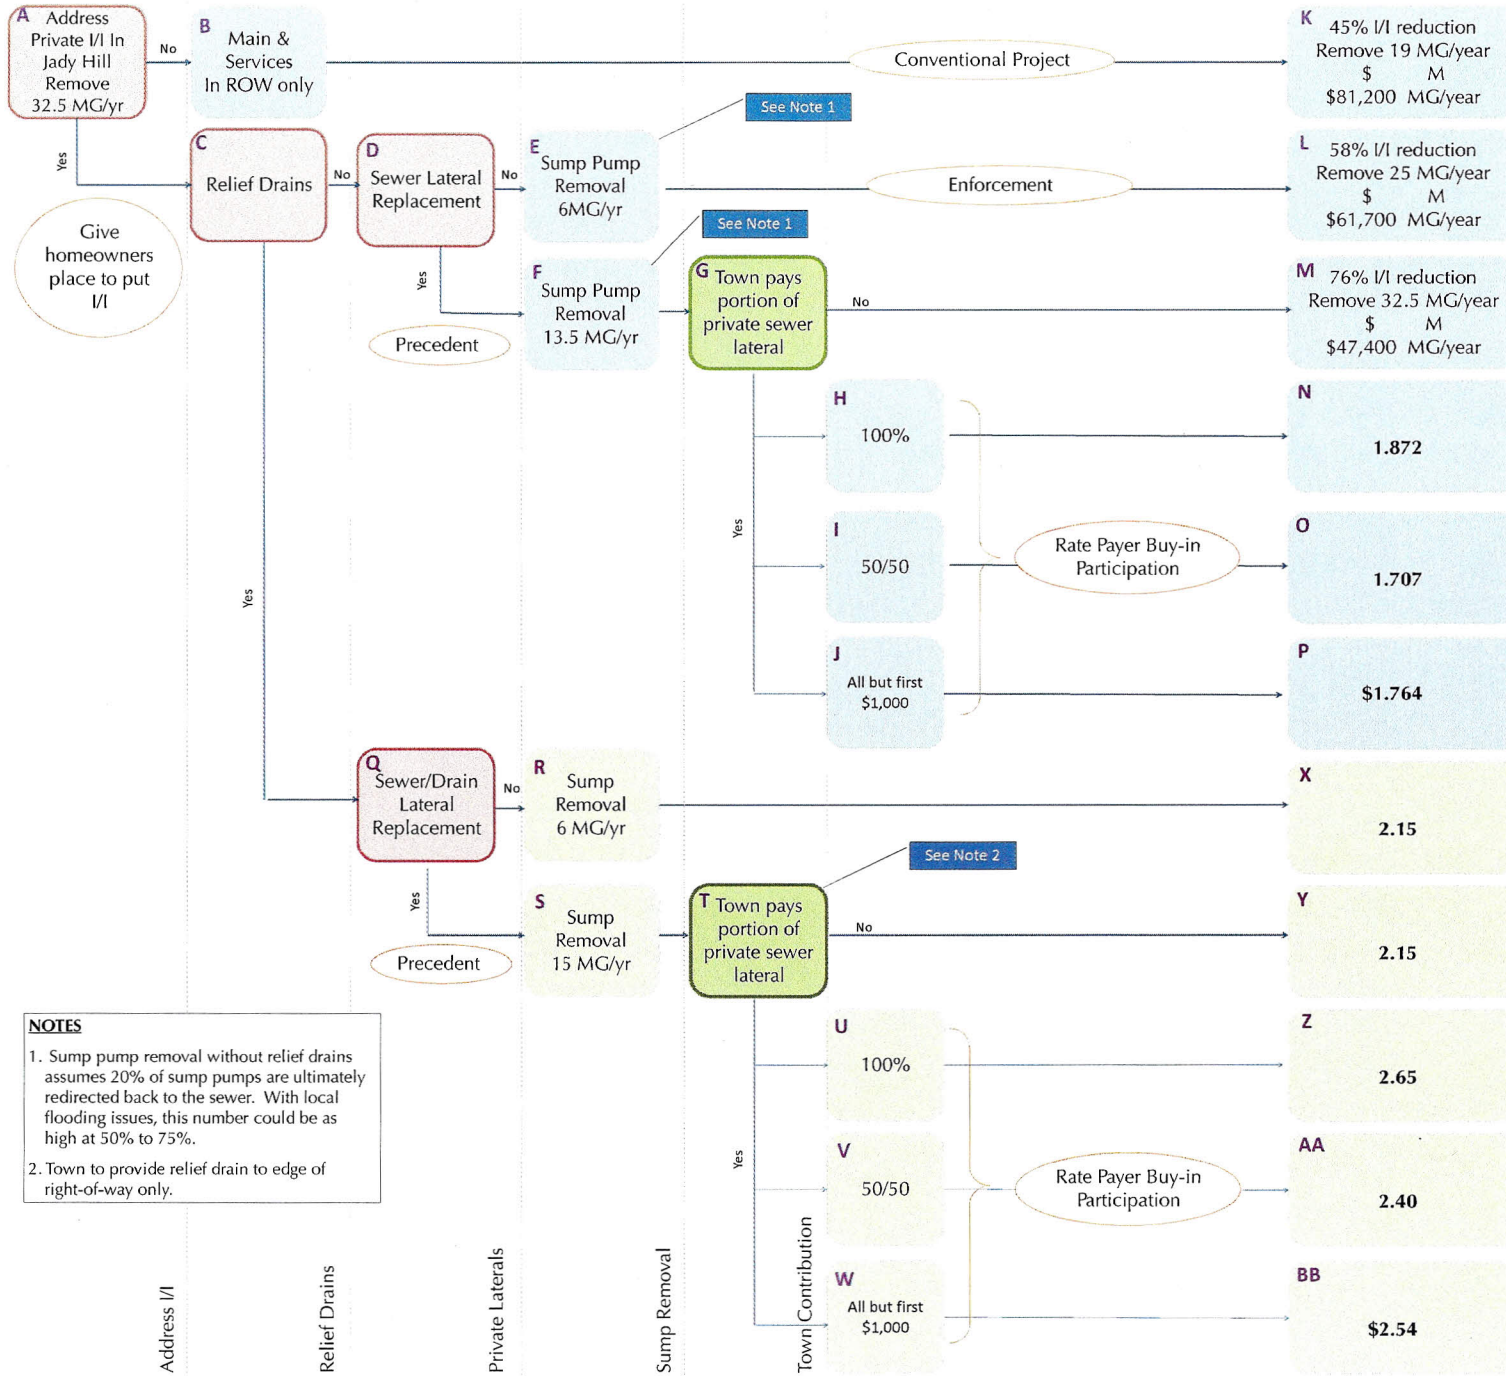 A Address
Private I/I In
Jady Hill
Remove
32.5 MG/yr
No
B
Main &
Services
In ROW only
Conventional Project
K
45% I/I reduction
Remove 19 MG/year
$ M
$81,200 MG/year
See Note 1
Yes
C
Relief Drains
No
D
Sewer Lateral
Replacement
No
E
Sump Pump
Removal
6MG/yr
Enforcement
L
58% I/I reduction
Remove 25 MG/year
$ M
$61,700 MG/year
Give
homeowners
place to put
I/I
See Note 1
Yes
Precedent
F
Sump Pump
Removal
13.5 MG/yr
G Town pays
portion of
private sewer
lateral
No
M
76% I/I reduction
Remove 32.5 MG/year
$ M
$47,400 MG/year
H
100%
N
1.872
Yes
I
50/50
Rate Payer Buy-in
Participation
O
1.707
Yes
J
All but first
$1,000
P
$1.764
Q
Sewer/Drain
Lateral
Replacement
No
R
Sump
Removal
6 MG/yr
X
2.15
See Note 2
Yes
Precedent
S
Sump
Removal
15 MG/yr
T Town pays
portion of
private sewer
lateral
No
Y
2.15
NOTES
1. Sump pump removal without relief drains
assumes 20% of sump pumps are ultimately
redirected back to the sewer. With local
flooding issues, this number could be as
high at 50% to 75%.
2. Town to provide relief drain to edge of
right-of-way only.
U
100%
Z
2.65
Yes
V
50/50
Rate Payer Buy-in
Participation
AA
2.40
W
All but first
$1,000
BB
$2.54
Address I/I
Relief Drains
Private Laterals
Sump Removal
Town Contribution